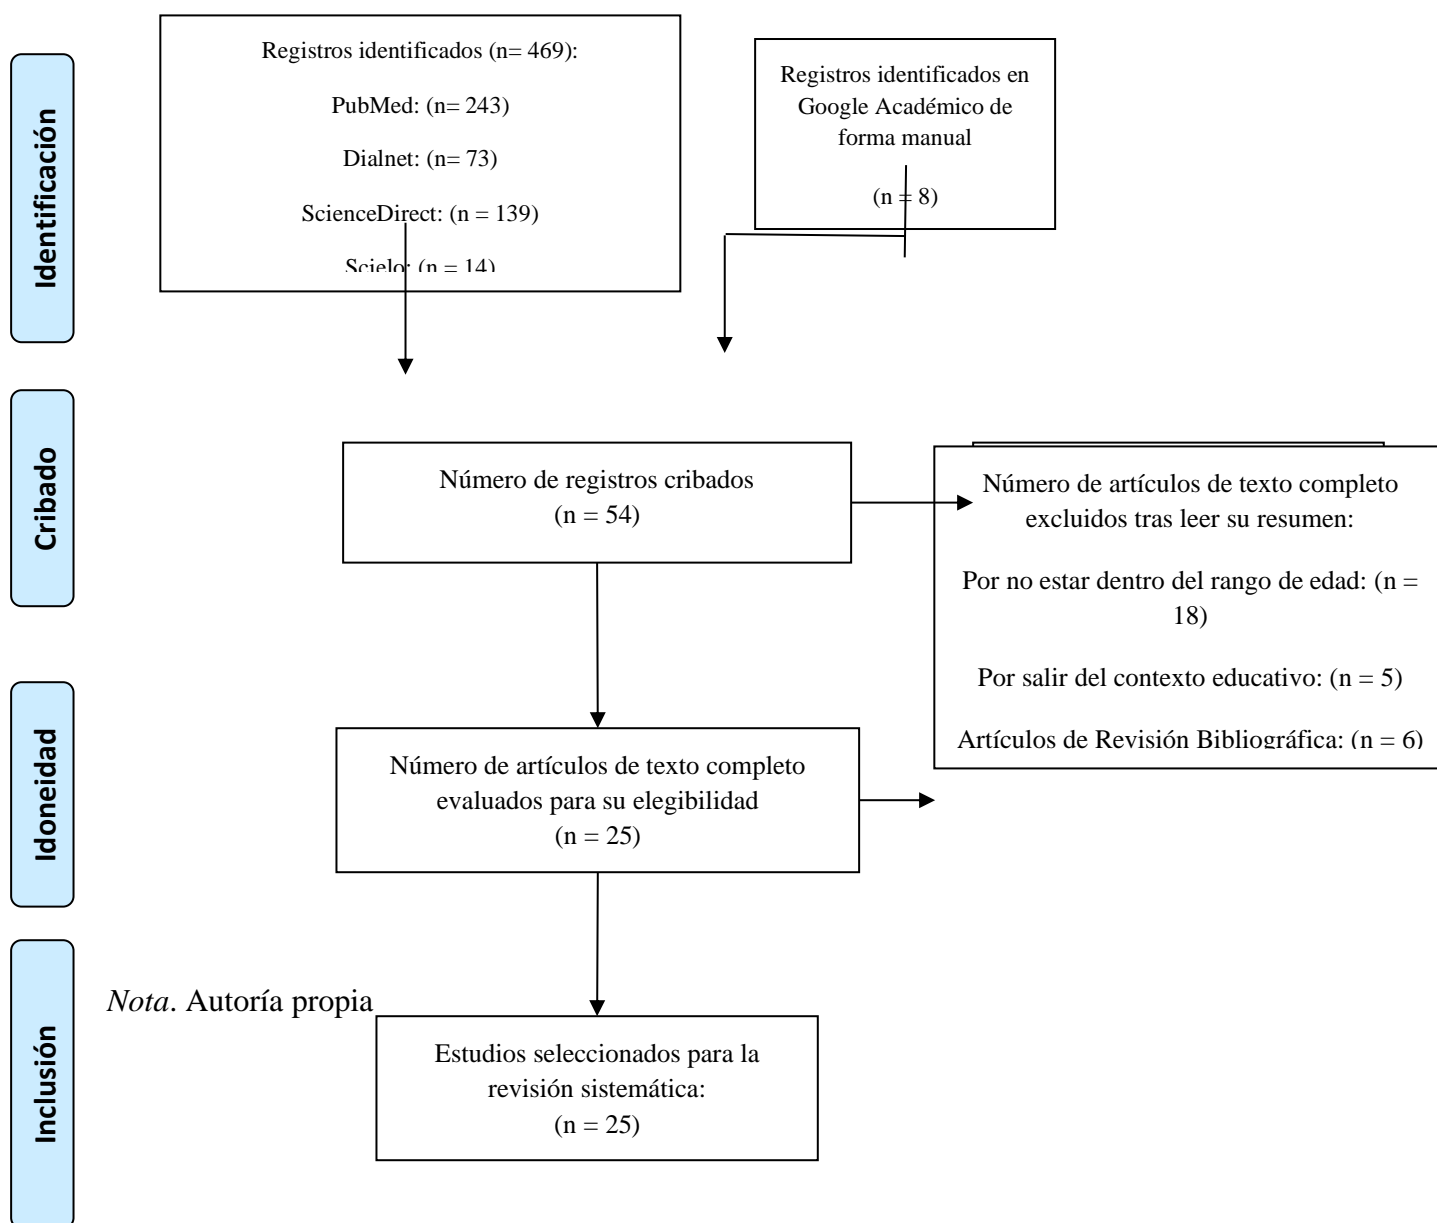 Identificación
Registros identificados (n= 469):
PubMed: (n= 243)
Dialnet: (n= 73)
ScienceDirect: (n = 139)
Scielo: (n = 14)
Registros identificados en
Google Académico de
forma manual
(n = 8)
Cribado
Número de registros cribados
(n = 54)
Número de artículos de texto completo
excluidos tras leer su resumen:
Por no estar dentro del rango de edad: (n =
18)
Por salir del contexto educativo: (n = 5)
Artículos de Revisión Bibliográfica: (n = 6)
Idoneidad
Número de artículos de texto completo
evaluados para su elegibilidad
(n = 25)
Inclusión
Nota. Autoría propia
Estudios seleccionados para la
revisión sistemática:
(n = 25)